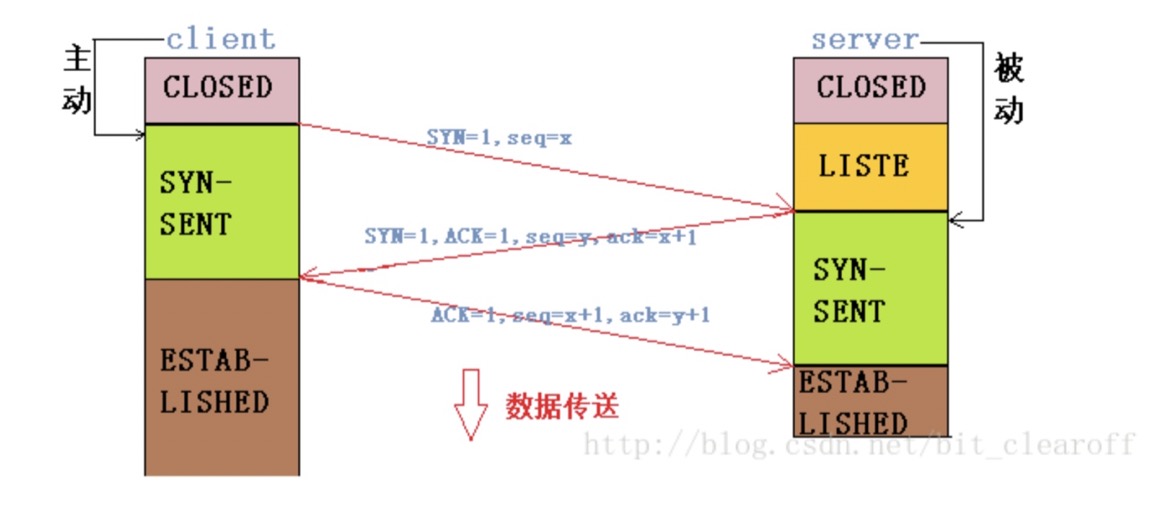 client
server
主动
被动
CLOSED
CLOSED
SYN=1,seq=x
LISTE
SYN-
SENT
SYN=1,ACK=1,seq=y,ack=x+1
SYN-
SENT
ACK=1,seq=x+1,ack=y+1
ESTAB-
LISHED
ESTAB-
LISHED
数据传送
http://blog.csdn.net/bit_clearoff